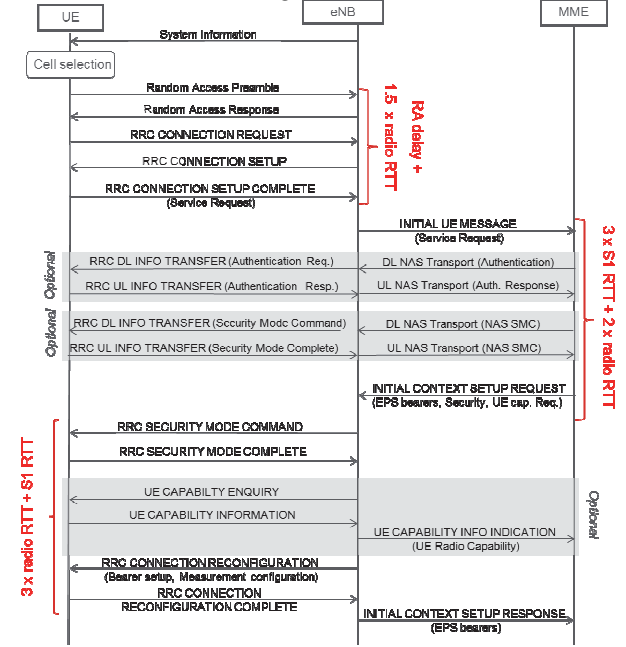 UE
eNB
MME
System Information
Cell selection
Random Access Preamble
Random Access Response
RRC CONNECTION REQUEST
RRC CONNECTION SETUP
RRC CONNECTION SETUP COMPLETE
(Service Request)
RA delay +
1.5 x radio RTT
INITIAL UE MESSAGE
(Service Request)
Optional
RRC DL INFO TRANSFER (Authentication Req.)
DL NAS Transport (Authentication)
RRC UL INFO TRANSFER (Authentication Resp.)
UL NAS Transport (Auth. Response)
Optional
RRC DL INFO TRANSFER (Security Mode Command)
DL NAS Transport (NAS SMC)
RRC UL INFO TRANSFER (Security Mode Complete)
UL NAS Transport (NAS SMC)
3 x S1 RTT + 2 x radio RTT
INITIAL CONTEXT SETUP REQUEST
(EPS bearers, Security, UE cap. Req.)
RRC SECURITY MODE COMMAND
RRC SECURITY MODE COMPLETE
3 x radio RTT + S1 RTT
UE CAPABILTY ENQUIRY
UE CAPABILITY INFORMATION
UE CAPABILITY INFO INDICATION
(UE Radio Capability)
Optional
RRC CONNECTION RECONFIGURATION
(Bearer setup, Measurement configuration)
RRC CONNECTION
RECONFIGURATION COMPLETE
INITIAL CONTEXT SETUP RESPONSE
(EPS bearers)